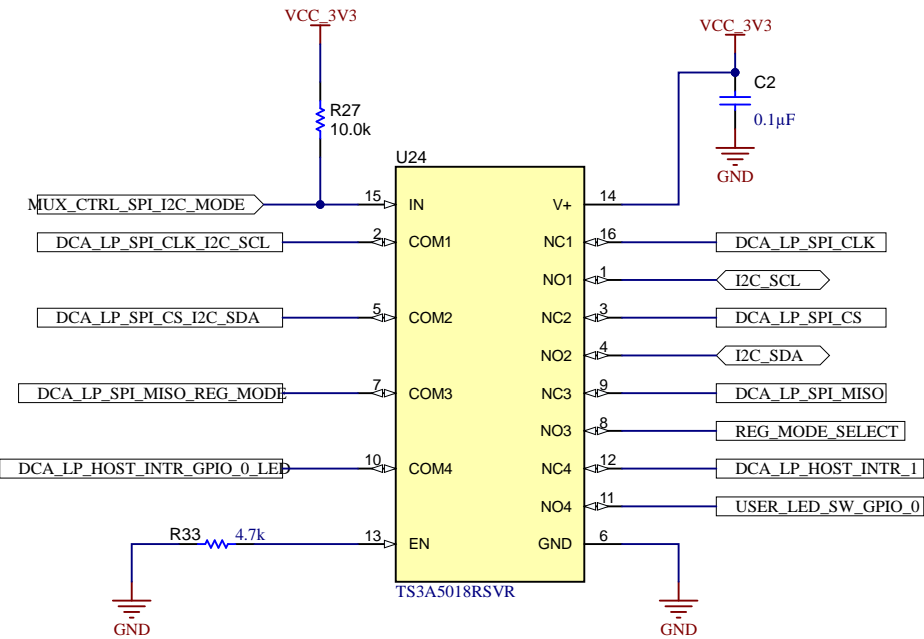 VCC_3V3
VCC_3V3
R27
10.0k
C2
0.1µF
GND
U24
MUX_CTRL_SPI_I2C_MODE
15
IN
V+
14
DCA_LP_SPI_CLK_I2C_SCL
2
COM1
NC1
16
DCA_LP_SPI_CLK
NO1
1
I2C_SCL
DCA_LP_SPI_CS_I2C_SDA
5
COM2
NC2
3
DCA_LP_SPI_CS
NO2
4
I2C_SDA
DCA_LP_SPI_MISO_REG_MODE
7
COM3
NC3
9
DCA_LP_SPI_MISO
NO3
8
REG_MODE_SELECT
DCA_LP_HOST_INTR_GPIO_0_LED
10
COM4
NC4
12
DCA_LP_HOST_INTR_1
NO4
11
USER_LED_SW_GPIO_0
R33
4.7k
13
EN
GND
6
TS3A5018RSVR
GND
GND